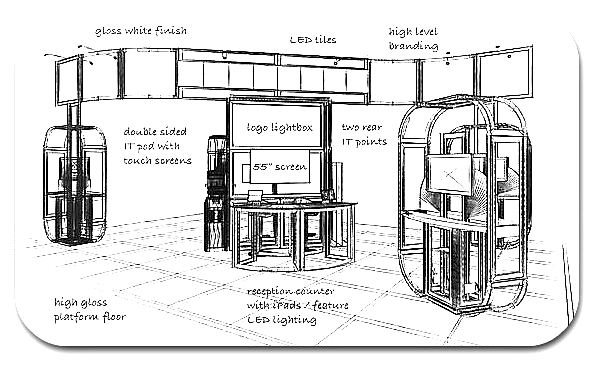 gloss white finish
LED tiles
high level
branding
double sided
IT pod with
touch screens
logo lightbox
two rear
IT points
55" screen
high gloss
platform floor
reception counter
with iPads / feature
LED lighting